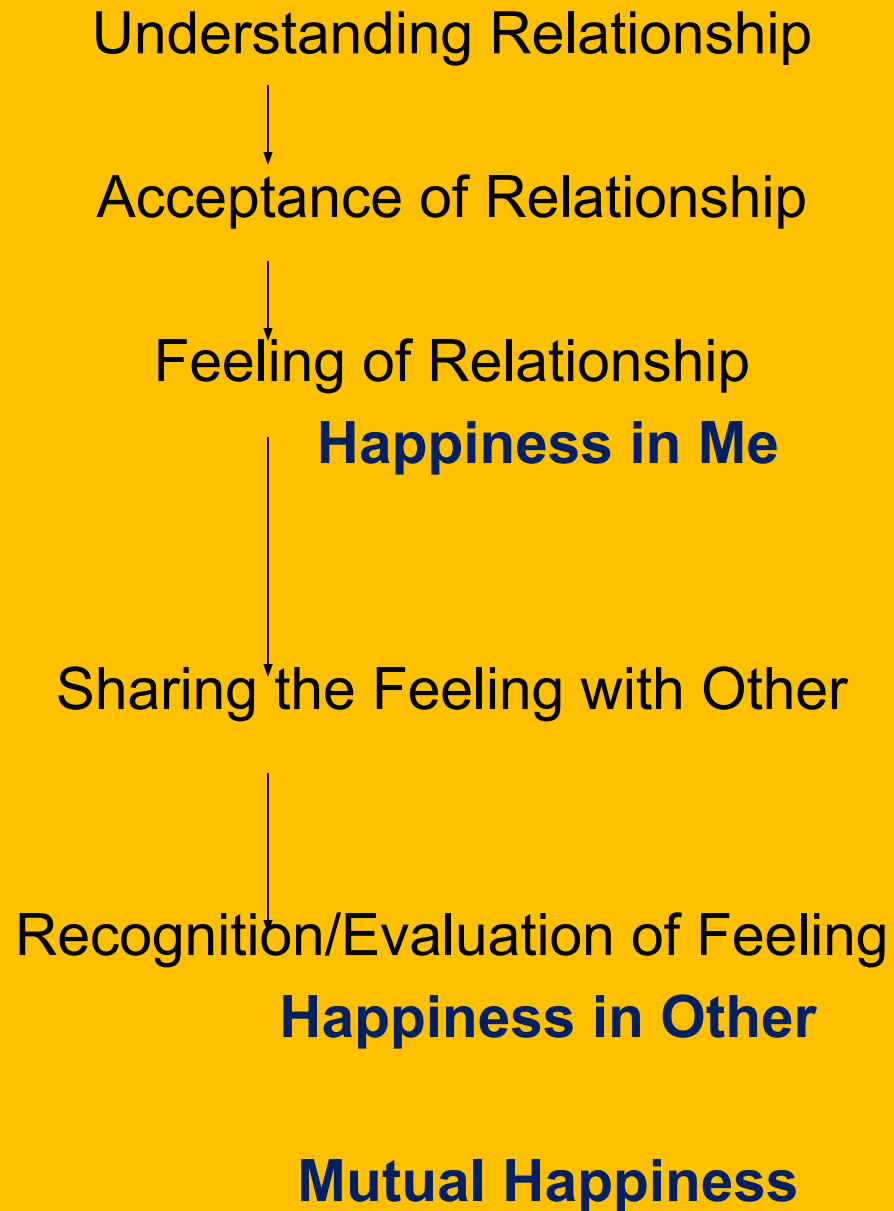 Understanding Relationship
Acceptance of Relationship
Feeling of Relationship
Happiness in Me
Sharing the Feeling with Other
Recognition/Evaluation of Feeling
Happiness in Other
Mutual Happiness